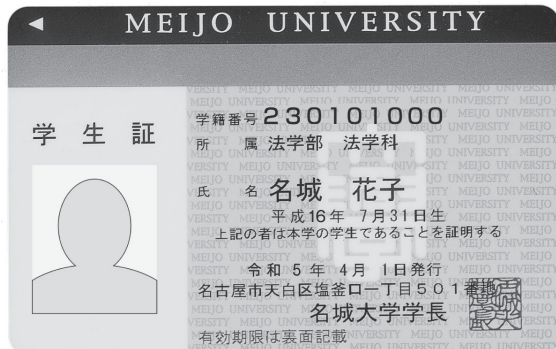 MEIJO UNIVERSITY
学生証
学籍番号 230101000
所属 法学部 法学科
氏名 名城 花子
平成16年 7月31日生
上記の者は本学の学生であることを証明する
令和 5年 4月 1日発行
名古屋市天白区塩釜口一丁目501番地
名城大学学長
有効期限は裏面記載